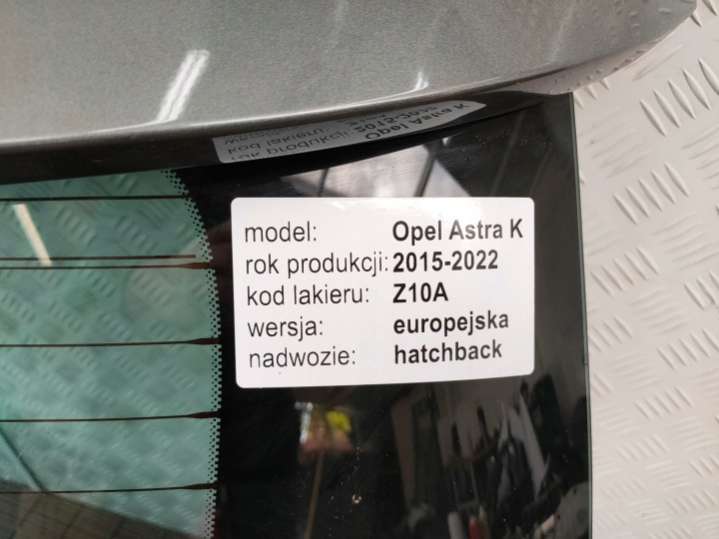 model: Opel Astra K
rok produkcji: 2015-2022
kod lakieru: Z10A
wersja: europejska
nadwozie: hatchback